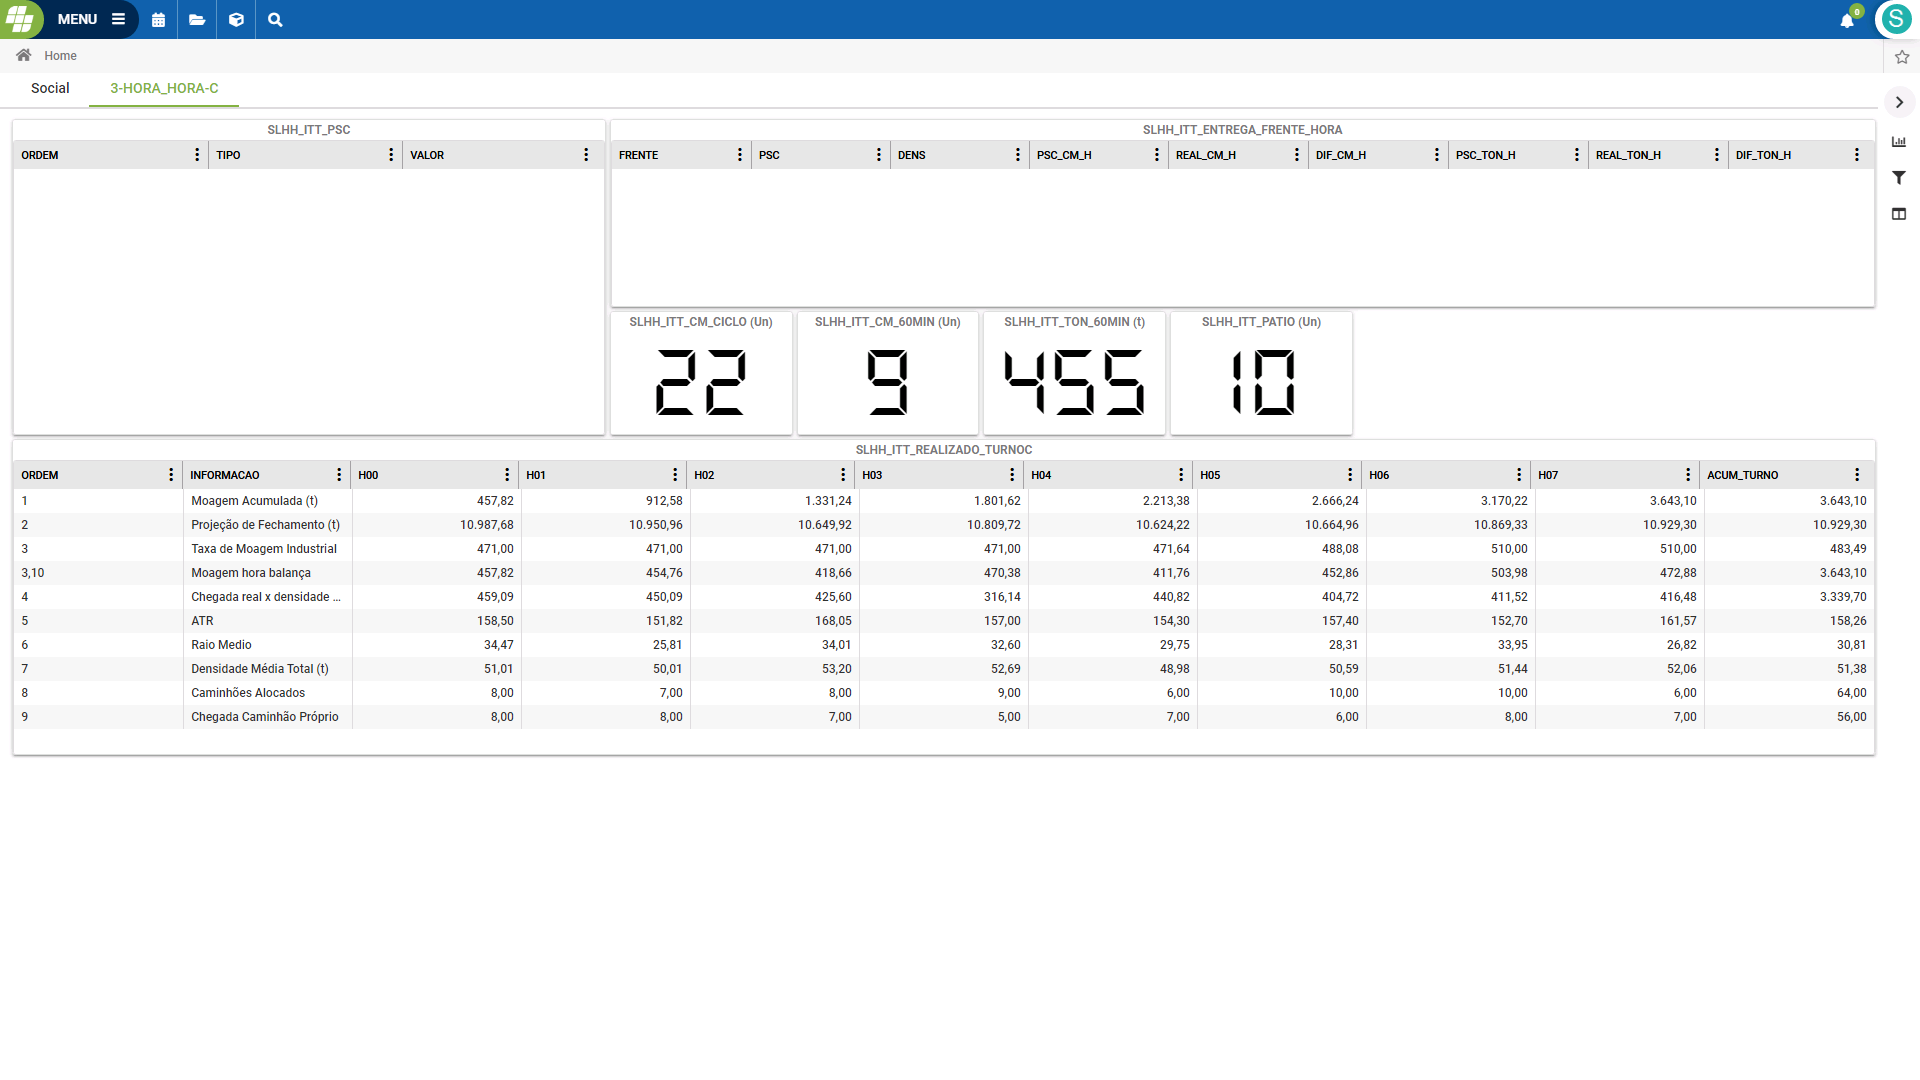 MENU
0
S
Home
Social
3-HORA_HORA-C
SLHH_ITT_PSC
ORDEM TIPO VALOR
SLHH_ITT_ENTREGA_FRENTE_HORA
FRENTE PSC DENS PSC_CM_H REAL_CM_H DIF_CM_H PSC_TON_H REAL_TON_H DIF_TON_H
SLHH_ITT_CM_CICLO (Un)
22
SLHH_ITT_CM_60MIN (Un)
9
SLHH_ITT_TON_60MIN (t)
455
SLHH_ITT_PATIO (Un)
10
SLHH_ITT_REALIZADO_TURNOC
ORDEM INFORMACAO H00 H01 H02 H03 H04 H05 H06 H07 ACUM_TURNO
1 Moagem Acumulada (t) 457,82 912,58 1.331,24 1.801,62 2.213,38 2.666,24 3.170,22 3.643,10 3.643,10
2 Projeção de Fechamento (t) 10.987,68 10.950,96 10.649,92 10.809,72 10.624,22 10.664,96 10.869,33 10.929,30 10.929,30
3 Taxa de Moagem Industrial 471,00 471,00 471,00 471,00 471,64 488,08 510,00 510,00 483,49
3,10 Moagem hora balança 457,82 454,76 418,66 470,38 411,76 452,86 503,98 472,88 3.643,10
4 Chegada real x densidade ... 459,09 450,09 425,60 316,14 440,82 404,72 411,52 416,48 3.339,70
5 ATR 158,50 151,82 168,05 157,00 154,30 157,40 152,70 161,57 158,26
6 Raio Medio 34,47 25,81 34,01 32,60 29,75 28,31 33,95 26,82 30,81
7 Densidade Média Total (t) 51,01 50,01 53,20 52,69 48,98 50,59 51,44 52,06 51,38
8 Caminhões Alocados 8,00 7,00 8,00 9,00 6,00 10,00 10,00 6,00 64,00
9 Chegada Caminhão Próprio 8,00 8,00 7,00 5,00 7,00 6,00 8,00 7,00 56,00